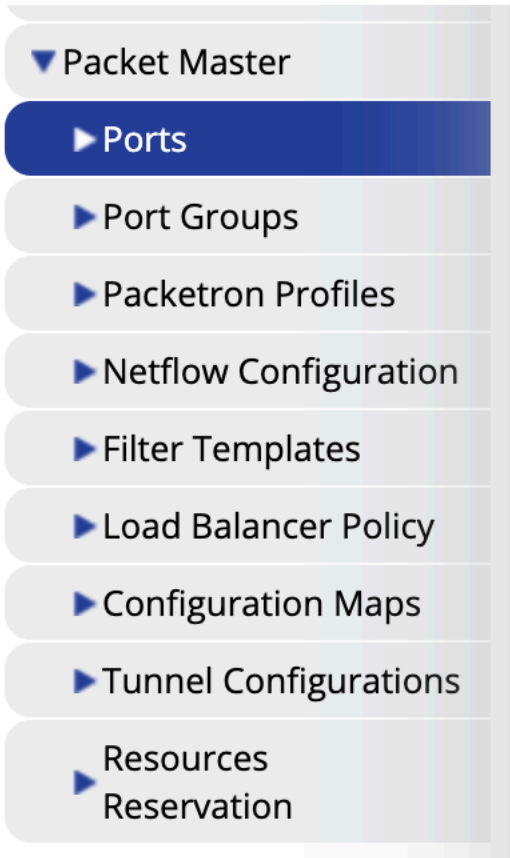 Packet Master
Ports
Port Groups
Packetron Profiles
Netflow Configuration
Filter Templates
Load Balancer Policy
Configuration Maps
Tunnel Configurations
Resources
Reservation